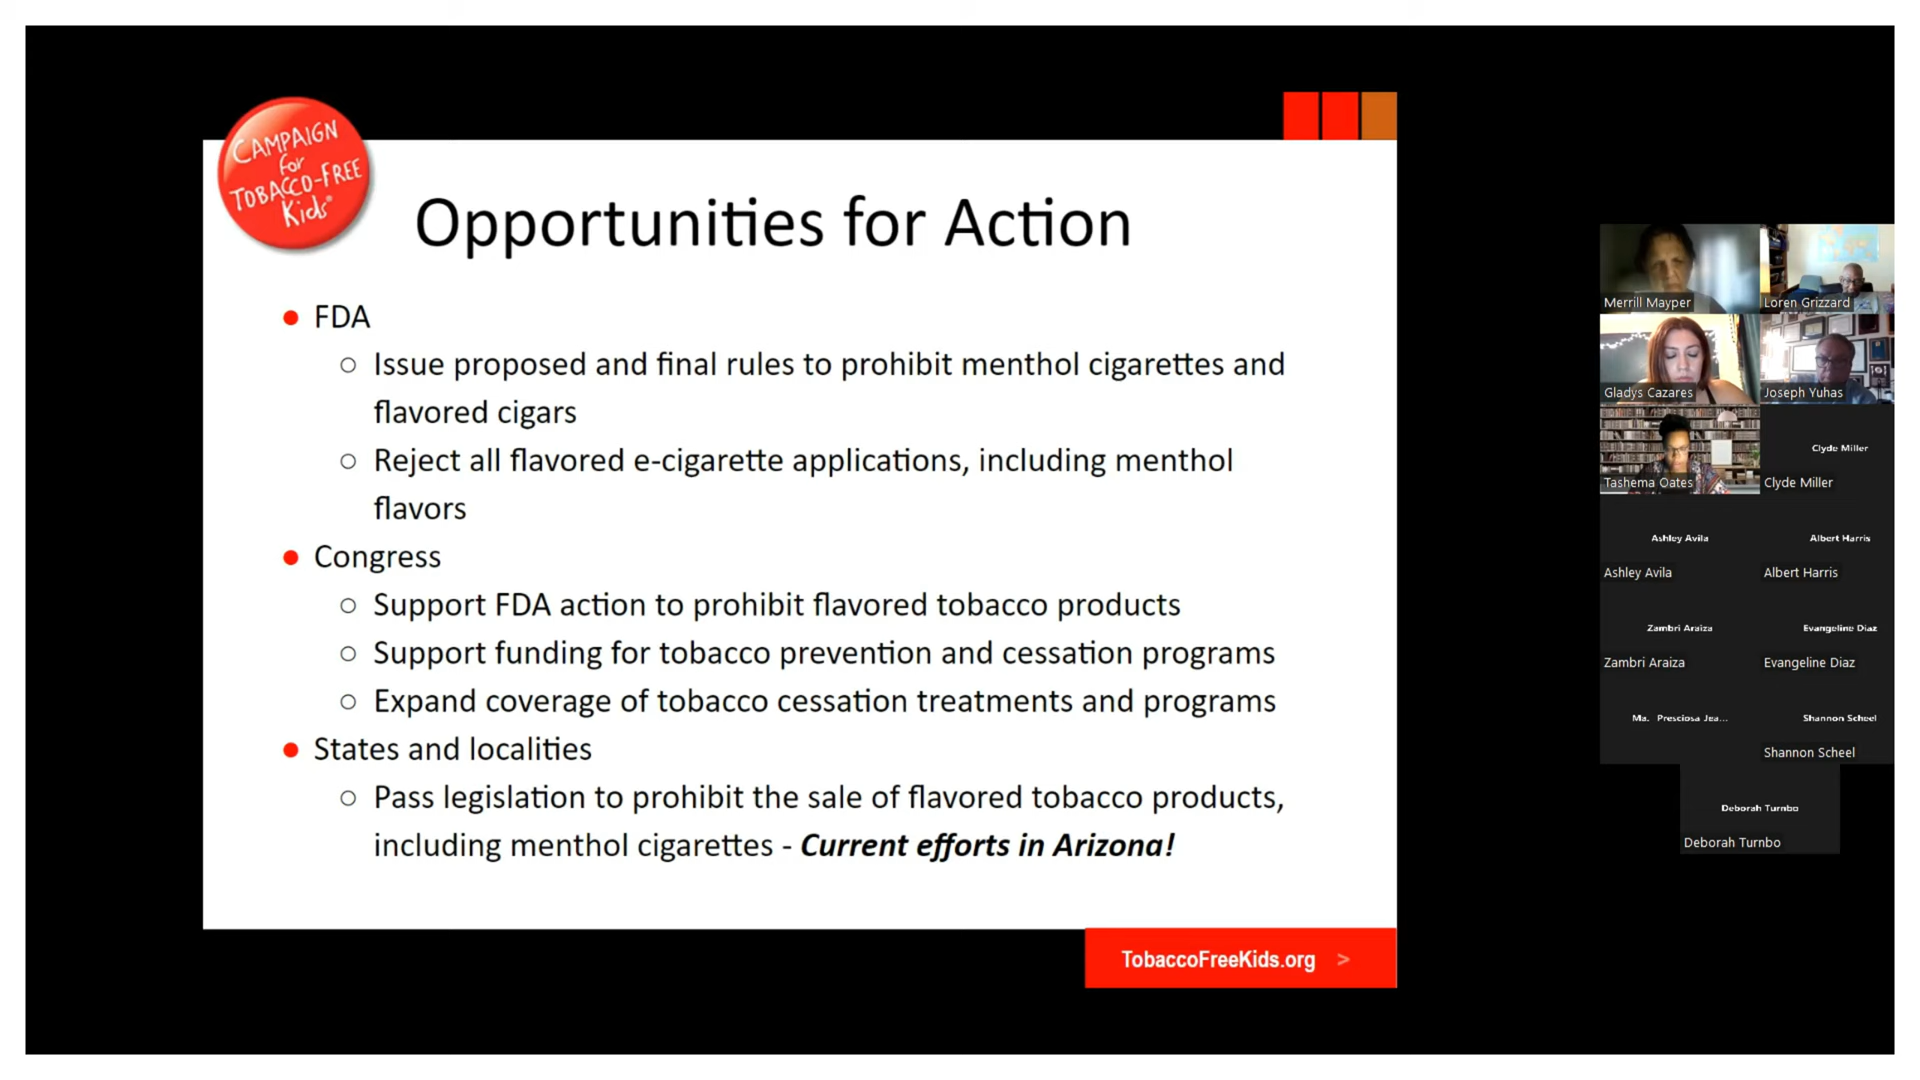 CAMPAIGN
for
TOBACCO-FREE
Kids®
Opportunities for Action
FDA
Issue proposed and final rules to prohibit menthol cigarettes and
flavored cigars
Reject all flavored e-cigarette applications, including menthol
flavors
Congress
Support FDA action to prohibit flavored tobacco products
Support funding for tobacco prevention and cessation programs
Expand coverage of tobacco cessation treatments and programs
States and localities
Pass legislation to prohibit the sale of flavored tobacco products,
including menthol cigarettes - Current efforts in Arizona!
TobaccoFreeKids.org >
Merrill Mayper
Loren Grizzard
Gladys Cazares
Joseph Yuhas
Tashema Oates
Clyde Miller
Clyde Miller
Ashley Avila
Albert Harris
Ashley Avila
Albert Harris
Zambri Araiza
Evangeline Diaz
Zambri Araiza
Evangeline Diaz
Ma. Presciosa Jea...
Shannon Scheel
Shannon Scheel
Deborah Turnbo
Deborah Turnbo